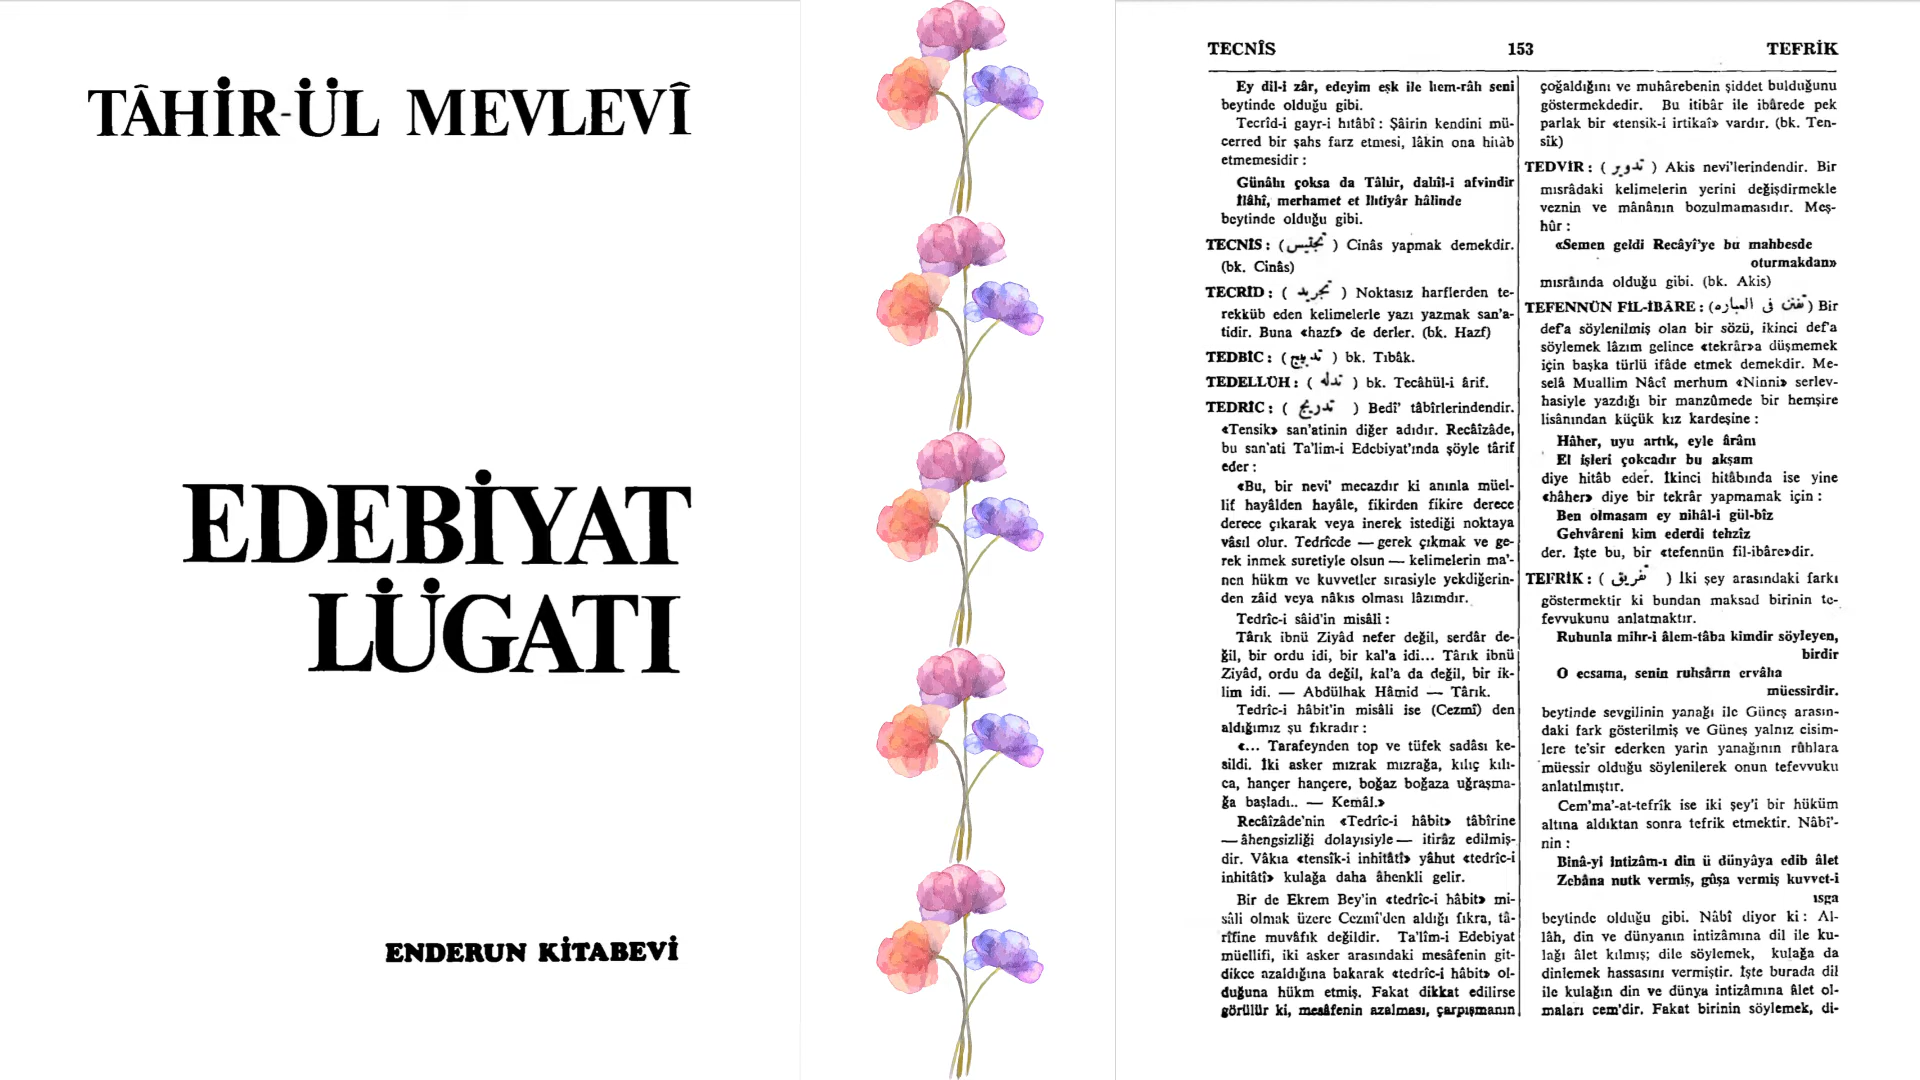 TÂHİR-ÜL MEVLEVÎ
EDEBİYAT
LÜGATI
ENDERUN KİTABEVİ
TECNÎS 153 TEFRİK
Ey dil-i zâr, edeyim eşk ile hem-râh seni
beytinde olduğu gibi.
Tecrîd-i gayr-i hıtâbî : Şâirin kendini mü-
cerred bir şahs farz etmesi, lâkin ona hitâb
etmemesidir :
Günâhı çoksa da Tâhir, dahîl-i afvindir
İlâhî, merhamet et İhtiyâr hâlinde
beytinde olduğu gibi.
TECNİS : ( تجنيس ) Cinâs yapmak demekdir.
(bk. Cinâs)
TECRİD : ( تجريد ) Noktasız harflerden te-
rekküb eden kelimelerle yazı yazmak san'a-
tidir. Buna «hazf» de derler. (bk. Hazf)
TEDBİC : ( تدبيج ) bk. Tıbâk.
TEDELLÜH : ( تدله ) bk. Tecâhül-i ârif.
TEDRİC : ( تدريج ) Bedî' tâbîrlerindendir.
«Tensik» san'atinin diğer adıdır. Recâîzâde,
bu san'ati Ta'lim-i Edebiyat'ında şöyle târif
eder :
«Bu, bir nevi' mecazdır ki anınla müel-
lif hayâlden hayâle, fikirden fikire derece
derece çıkarak veya inerek istediği noktaya
vâsıl olur. Tedrîcde — gerek çıkmak ve ge-
rek inmek suretiyle olsun — kelimelerin ma'-
nen hükm ve kuvvetler sırasiyle yekdiğerin-
den zâid veya nâkıs olması lâzımdır.
Tedrîc-i sâid'in misâli :
Târık ibnü Ziyâd nefer değil, serdâr de-
ğil, bir ordu idi, bir kal'a idi... Târık ibnü
Ziyâd, ordu da değil, kal'a da değil, bir ik-
lim idi. — Abdülhak Hâmid — Târık.
Tedrîc-i hâbit'in misâli ise (Cezmî) den
aldığımız şu fıkradır :
«... Tarafeynden top ve tüfek sadâsı ke-
sildi. İki asker mızrak mızrağa, kılıç kılı-
ca, hançer hançere, boğaz boğaza uğraşma-
ğa başladı.. — Kemâl.»
Recâîzâde'nin «Tedrîc-i hâbit» tâbîrine
— âhengsizliği dolayısiyle — itirâz edilmiş-
dir. Vâkıa «tensîk-i inhitâtî» yâhut «tedrîc-i
inhitâtî» kulağa daha âhenkli gelir.
Bir de Ekrem Bey'in «tedrîc-i hâbit» mi-
sâli olmak üzere Cezmî'den aldığı fıkra, tâ-
rîfine muvâfık değildir. Ta'lîm-i Edebiyat
müellifi, iki asker arasındaki mesâfenin git-
dikce azaldığına bakarak «tedrîc-i hâbit» ol-
duğuna hükm etmiş. Fakat dikkat edilirse
görülür ki, mesâfenin azalması, çarpışmanın
çoğaldığını ve muhârebenin şiddet bulduğunu
göstermekdedir. Bu itibâr ile ibârede pek
parlak bir «tensik-i irtikaî» vardır. (bk. Ten-
sik)
TEDVİR : ( تدوير ) Akis nevi'lerindendir. Bir
mısrâdaki kelimelerin yerini değişdirmekle
veznin ve mânânın bozulmamasıdır. Meş-
hûr :
«Semen geldi Recâyî'ye bu mahbesde
oturmakdan»
mısrâında olduğu gibi. (bk. Akis)
TEFENNÜN FİL-İBÂRE : ( تفنن فى العباره ) Bir
def'a söylenilmiş olan bir sözü, ikinci def'a
söylemek lâzım gelince «tekrâr»a düşmemek
için başka türlü ifâde etmek demekdir. Me-
selâ Muallim Nâcî merhum «Ninni» serlev-
hasiyle yazdığı bir manzûmede bir hemşire
lisânından küçük kız kardeşine :
Hâher, uyu artık, eyle ârâm
El işleri çokcadır bu akşam
diye hitâb eder. İkinci hitâbında ise yine
«hâher» diye bir tekrâr yapmamak için :
Ben olmasam ey nihâl-i gül-bîz
Gehvâreni kim ederdi tehzîz
der. İşte bu, bir «tefennün fil-ibâre»dir.
TEFRİK : ( تفريق ) İki şey arasındaki farkı
göstermektir ki bundan maksad birinin te-
fevvukunu anlatmaktır.
Ruhunla mihr-i âlem-tâba kimdir söyleyen,
birdir
O ecsama, senin ruhsârın ervâha
müessirdir.
beytinde sevgilinin yanağı ile Güneş arasın-
daki fark gösterilmiş ve Güneş yalnız cisim-
lere te'sir ederken yarin yanağının rûhlara
müessir olduğu söylenilerek onun tefevvuku
anlatılmıştır.
Cem'ma'-at-tefrîk ise iki şey'i bir hüküm
altına aldıktan sonra tefrik etmektir. Nâbî'-
nin :
Binâ-yi intizâm-ı din ü dünyâya edib âlet
Zebâna nutk vermiş, gûşa vermiş kuvvet-i
ısga
beytinde olduğu gibi. Nâbî diyor ki : Al-
lâh, din ve dünyanın intizâmına dil ile ku-
lağı âlet kılmış; dile söylemek, kulağa da
dinlemek hassasını vermiştir. İşte burada dil
ile kulağın din ve dünya intizâmına âlet ol-
maları cem'dir. Fakat birinin söylemek, di-